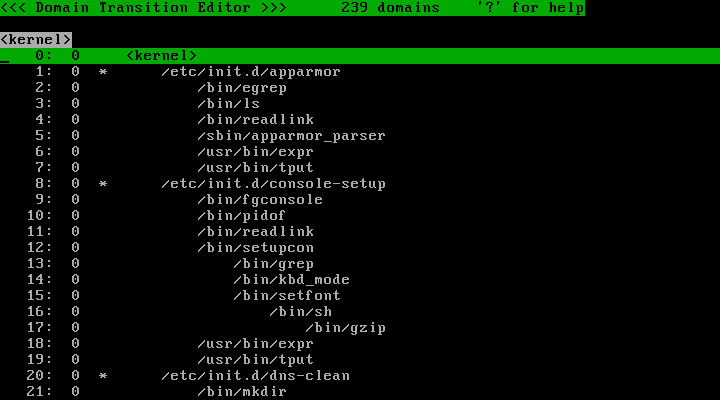 <<< Domain Transition Editor >>>      239 domains    '?' for help
<kernel>
_   0:  0     <kernel>
    1:  0  *      /etc/init.d/apparmor
    2:  0             /bin/egrep
    3:  0             /bin/ls
    4:  0             /bin/readlink
    5:  0             /sbin/apparmor_parser
    6:  0             /usr/bin/expr
    7:  0             /usr/bin/tput
    8:  0  *      /etc/init.d/console-setup
    9:  0             /bin/fgconsole
   10:  0             /bin/pidof
   11:  0             /bin/readlink
   12:  0             /bin/setupcon
   13:  0                 /bin/grep
   14:  0                 /bin/kbd_mode
   15:  0                 /bin/setfont
   16:  0                     /bin/sh
   17:  0                         /bin/gzip
   18:  0             /usr/bin/expr
   19:  0             /usr/bin/tput
   20:  0  *      /etc/init.d/dns-clean
   21:  0             /bin/mkdir